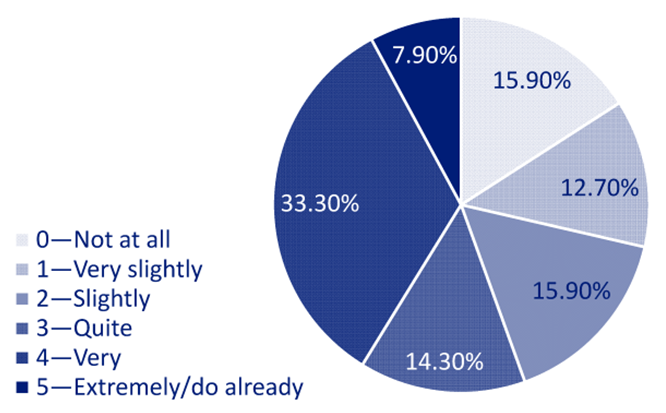 7.90%
15.90%
12.70%
33.30%
15.90%
14.30%
0—Not at all
1—Very slightly
2—Slightly
3—Quite
4—Very
5—Extremely/do already